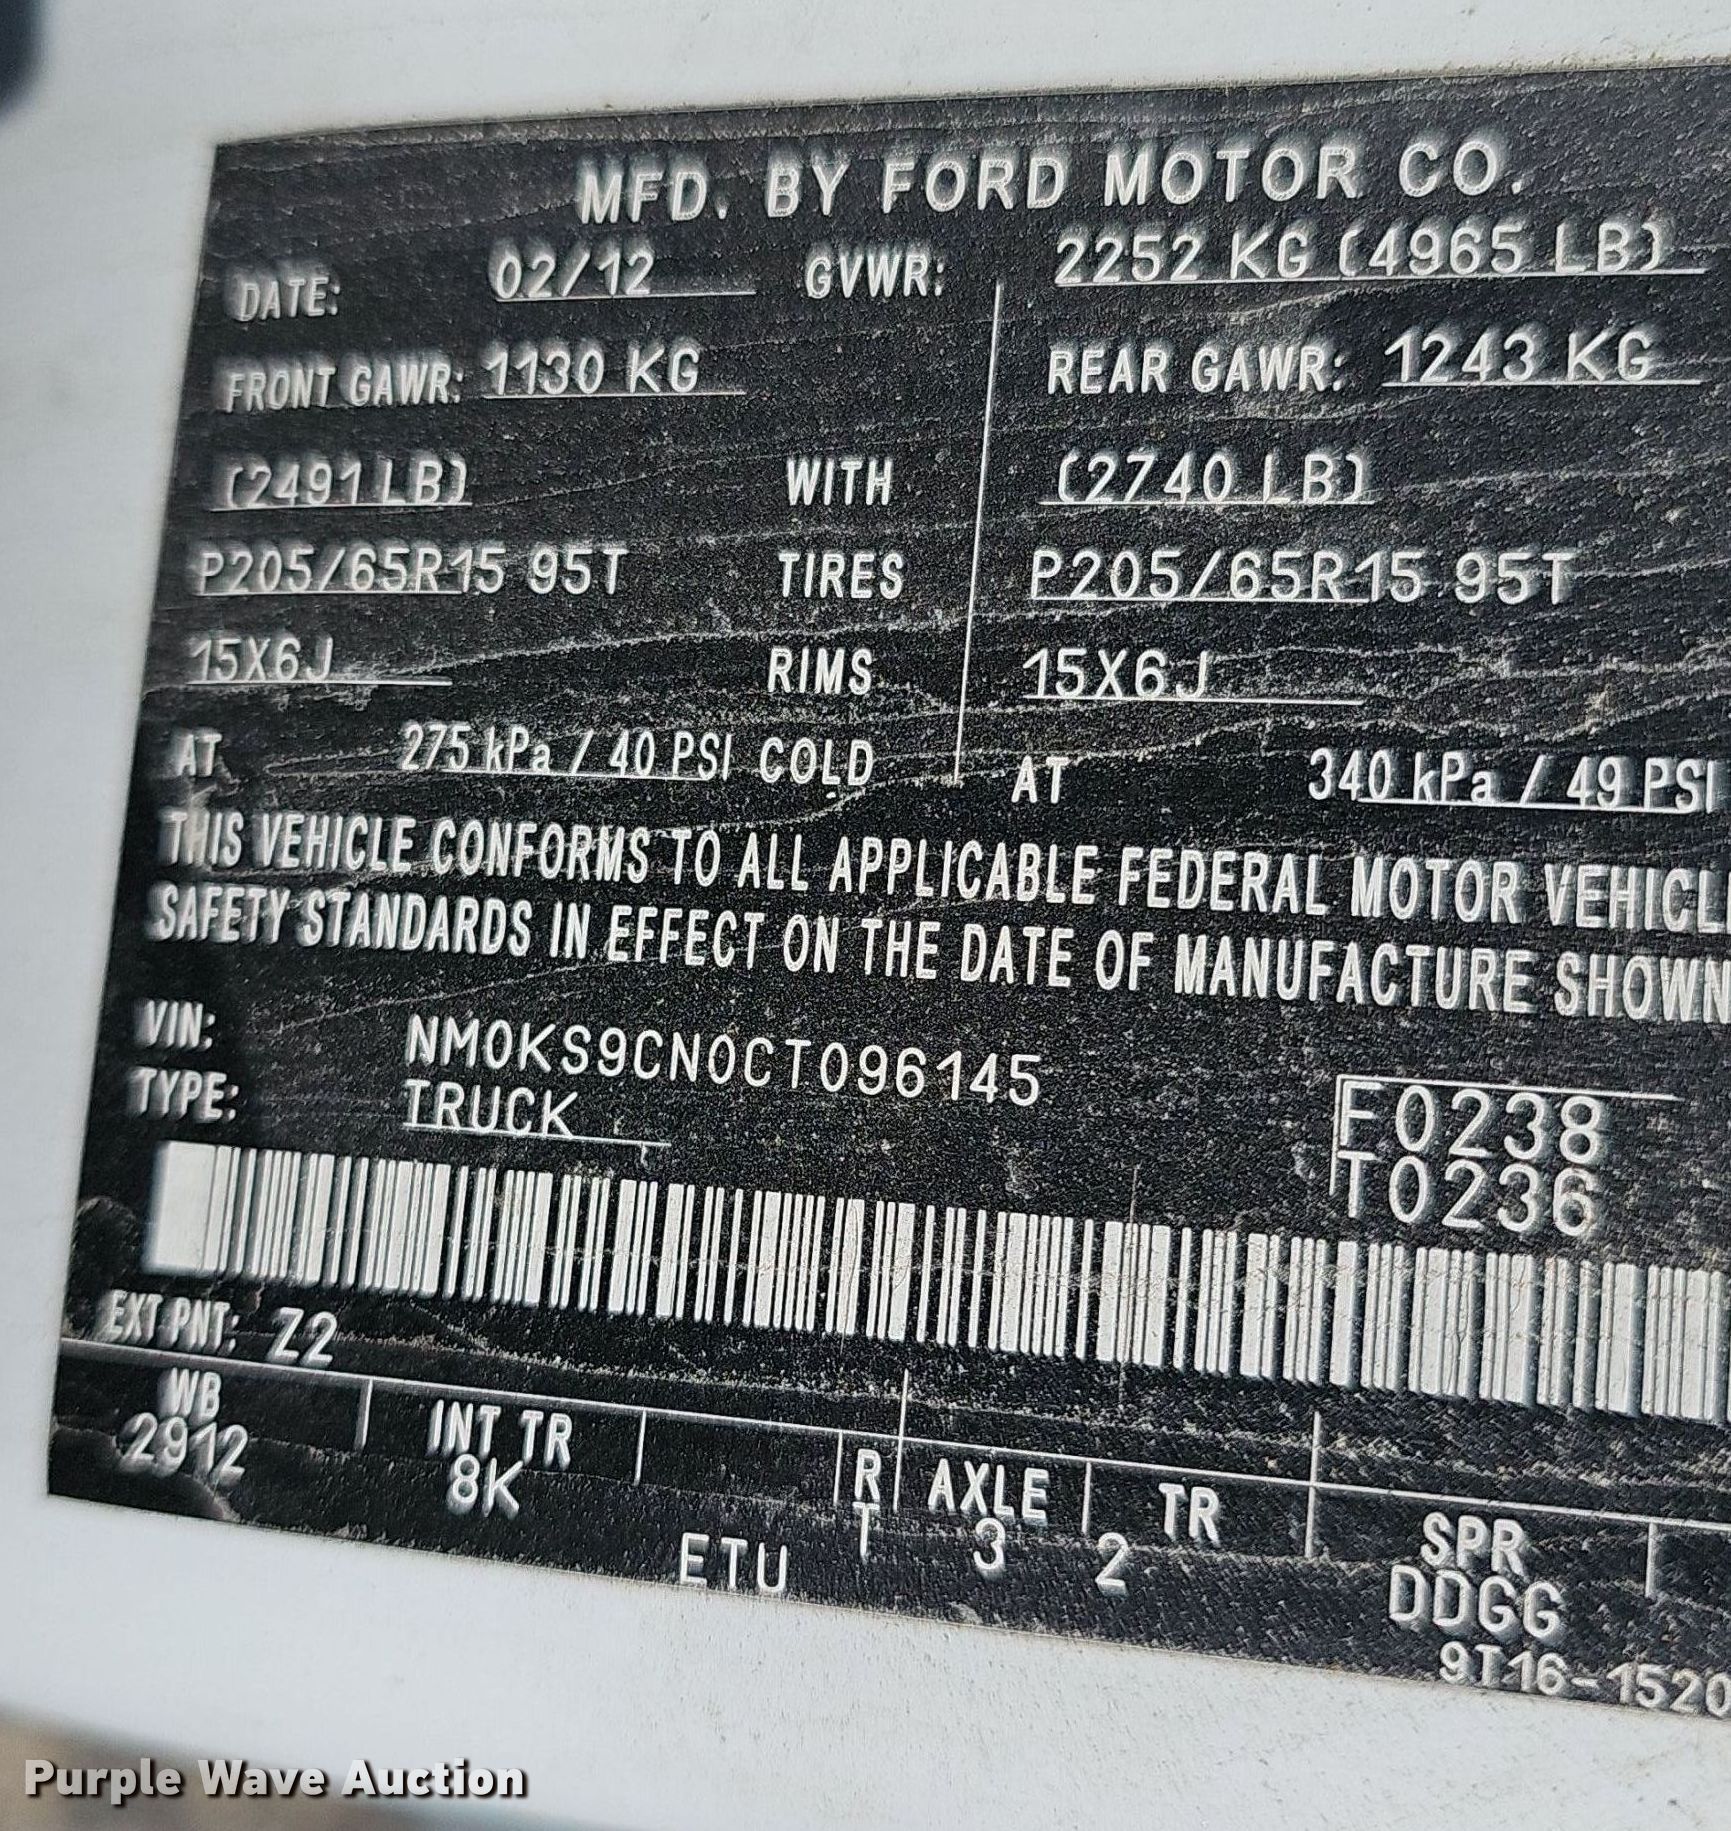 MFD. BY FORD MOTOR CO.
DATE: 02/12 GVWR: 2252 KG (4965 LB)
FRONT GAWR: 1130 KG REAR GAWR: 1243 KG
(2491 LB) WITH (2740 LB)
P205/65R15 95T TIRES P205/65R15 95T
15X6J RIMS 15X6J
AT 275 kPa / 40 PSI COLD AT 340 kPa / 49 PSI
THIS VEHICLE CONFORMS TO ALL APPLICABLE FEDERAL MOTOR VEHICL
SAFETY STANDARDS IN EFFECT ON THE DATE OF MANUFACTURE SHOWN
VIN: NM0KS9CN0CT096145
TYPE: TRUCK
F0238
T0236
EXT PNT: Z2
WB INT TR R AXLE TR SPR
2912 8K ETU T 3 2 DDGG
9T16-1520
Purple Wave Auction